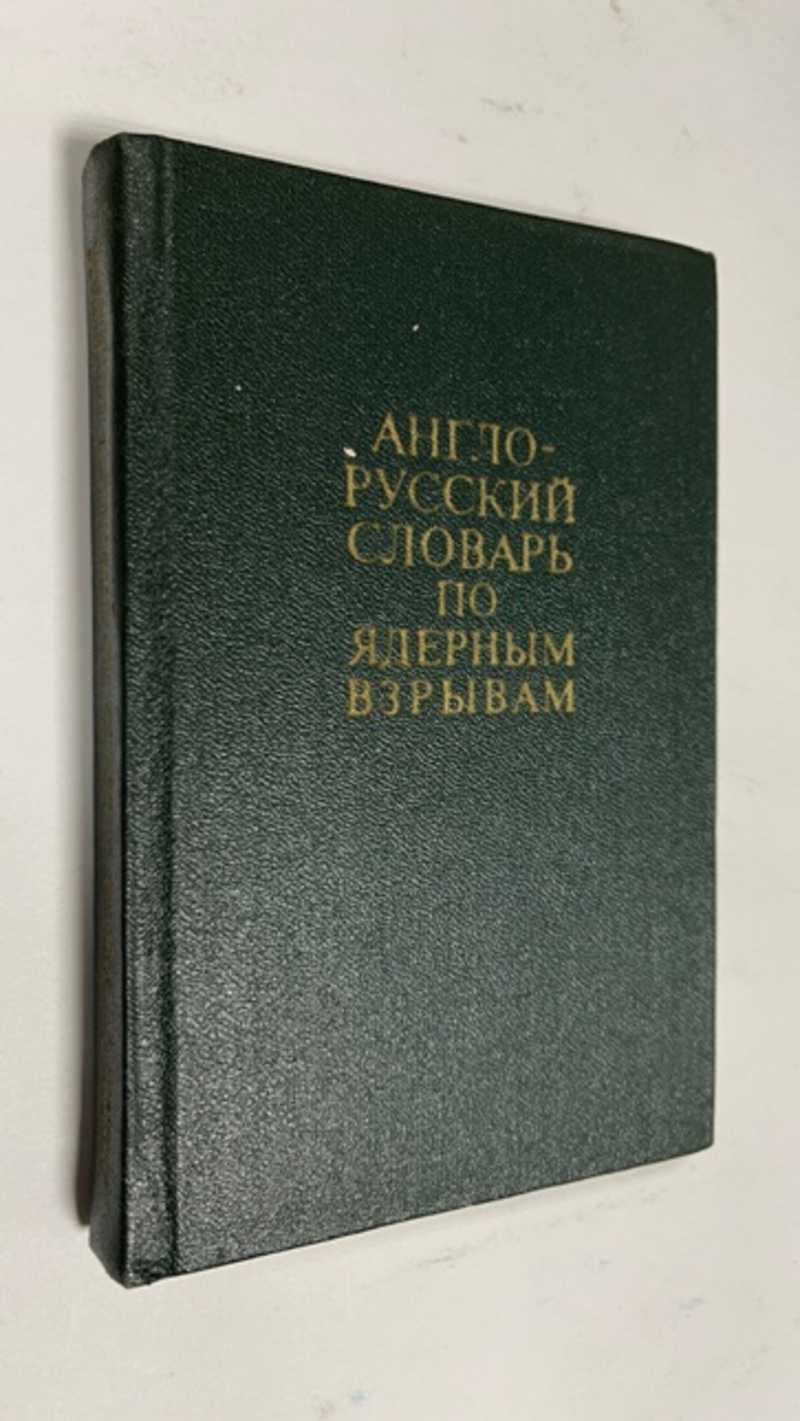 АНГЛО-
РУССКИЙ
СЛОВАРЬ
ПО
ЯДЕРНЫМ
ВЗРЫВАМ